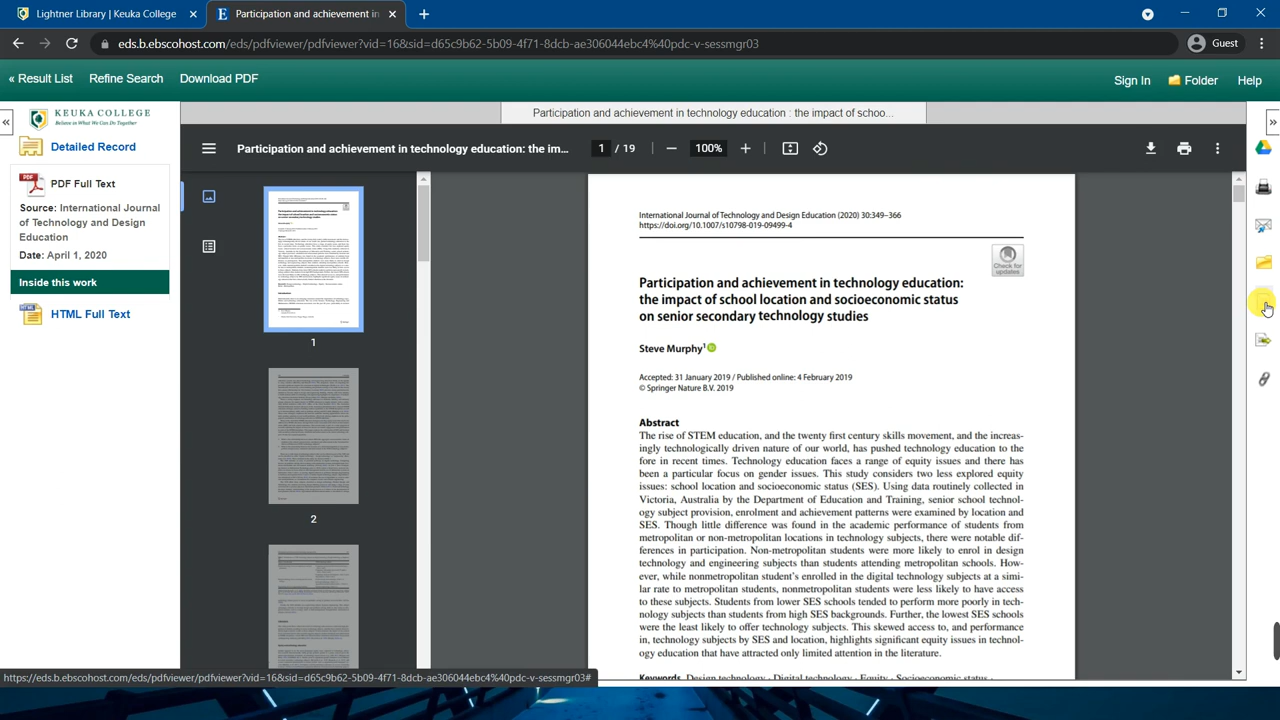 Lightner Library | Keuka College
Participation and achievement in
eds.b.ebscohost.com/eds/pdfviewer/pdfviewer?vid=16&sid=d65c9b62-5b09-4f71-8dcb-ae306044ebc4%40pdc-v-sessmgr03
Guest
« Result List Refine Search Download PDF
Sign In Folder Help
KEUKA COLLEGE
Believe in What We Can Do Together
Participation and achievement in technology education : the impact of schoo...
Detailed Record
PDF Full Text
Source: International Journal
of Technology and Design
Education
Date: April 1, 2020
Inside this work
HTML Full Text
Participation and achievement in technology education: the im...
1 / 19
100%
1
2
International Journal of Technology and Design Education (2020) 30:349–366
https://doi.org/10.1007/s10798-019-09499-4
Check for
updates
Participation and achievement in technology education:
the impact of school location and socioeconomic status
on senior secondary technology studies
Steve Murphy1 iD
Accepted: 31 January 2019 / Published online: 4 February 2019
© Springer Nature B.V. 2019
Abstract
The rise of STEM education, and the twenty first century skills movement, and the increas-
ingly technologically driven nature of our world, has pushed technology education to the
fore in recent times. Technology education faces a range of equity issues and there has
been a particular focus on gender issues. This study considers two less explored equity
issues: school location and socioeconomic status (SES). Using data routinely collected in
Victoria, Australia by the Department of Education and Training, senior school technol-
ogy subject provision, enrolment and achievement patterns were examined by location and
SES. Though little difference was found in the academic performance of students from
metropolitan or non-metropolitan locations in technology subjects, there were notable dif-
ferences in participation. Non-metropolitan students were more likely to enrol in design
technology and engineering subjects than students attending metropolitan schools. How-
ever, while nonmetropolitan student's enrolled in the digital technology subjects at a simi-
lar rate to metropolitan students, nonmetropolitan students were less likely to have access
to these subjects. Students from lower SES schools tended to perform more poorly in tech-
nology subjects than students from high SES backgrounds. Further, the lowest SES schools
were the least likely to offer technology subjects. This skewed access to, and performance
in, technology subjects by SES and location, highlights significant equity issues in technol-
ogy education that have attracted only limited attention in the literature.
Keywords Design technology · Digital technology · Equity · Socioeconomic status ·
https://eds.b.ebscohost.com/eds/pdfviewer/pdfviewer?vid=16&sid=d65c9b62-5b09-4f71-8dcb-ae306044ebc4%40pdc-v-sessmgr03#